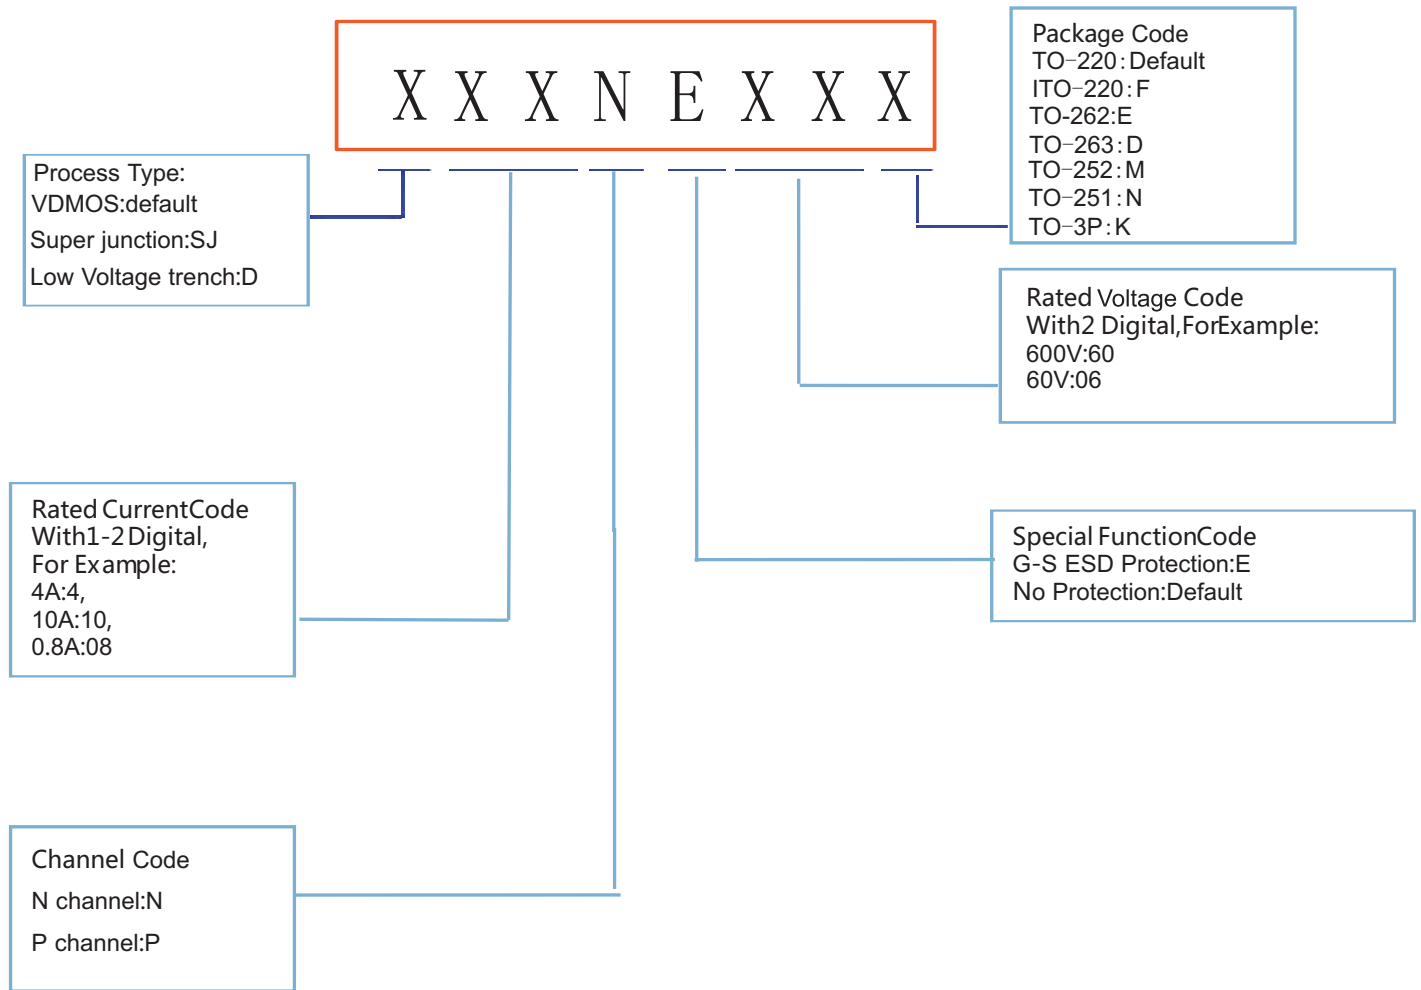 X X X N E X X X
Package Code
TO-220:Default
ITO-220:F
TO-262:E
TO-263:D
TO-252:M
TO-251:N
TO-3P:K
Process Type:
VDMOS:default
Super junction:SJ
Low Voltage trench:D
Rated Voltage Code
With2 Digital,ForExample:
600V:60
60V:06
Rated CurrentCode
With1-2Digital,
For Example:
4A:4,
10A:10,
0.8A:08
Special FunctionCode
G-S ESD Protection:E
No Protection:Default
Channel Code
N channel:N
P channel:P